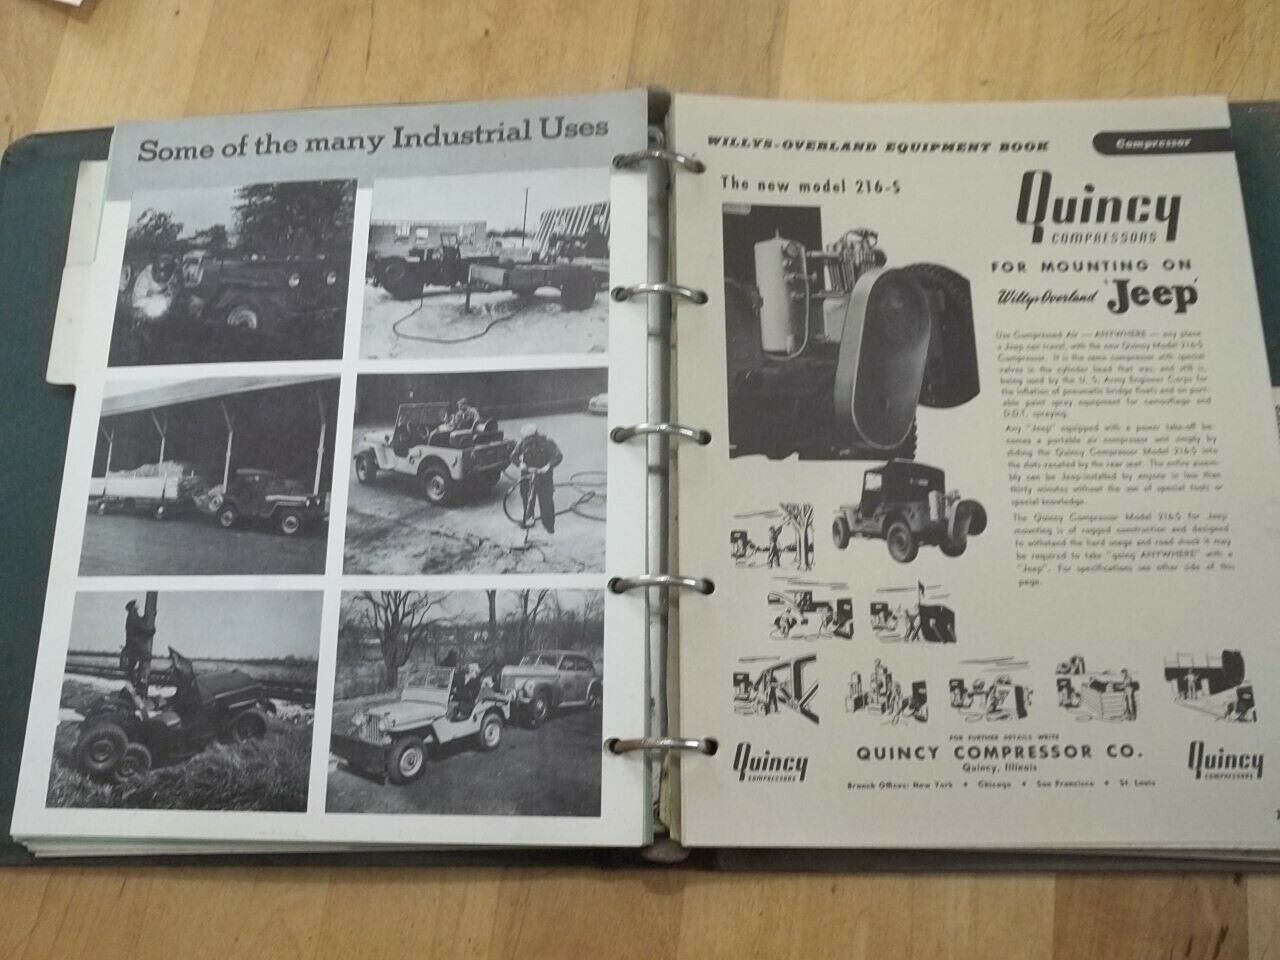 Some of the many Industrial Uses
WILLYS-OVERLAND EQUIPMENT BOOK
Compressor
The new model 216-S
Quincy
COMPRESSORS
FOR MOUNTING ON
Willys-Overland 'Jeep'
Use Compressed Air — ANYWHERE — any place
a Jeep can travel, with the new Quincy Model 216-S
Compressor. It is the same compressor with special
valves in the cylinder head that was, and still is,
being used by the U. S. Army Engineer Corps for
the inflation of pneumatic bridge floats and on port-
able paint spray equipment for camouflage and
D.D.T. spraying.
Any "Jeep" equipped with a power take-off be-
comes a portable air compressor unit simply by
sliding the Quincy Compressor Model 216-S into
the slots vacated by the rear seat. The entire assem-
bly can be Jeep-installed by anyone in less than
thirty minutes without the use of special tools or
special knowledge.
The Quincy Compressor Model 216-S for Jeep
mounting is of rugged construction and designed
to withstand the hard usage and road shock it may
be required to take "going ANYWHERE" with a
"Jeep". For specifications see other side of this
page.
FOR FURTHER DETAILS WRITE
Quincy
COMPRESSORS
QUINCY COMPRESSOR CO.
Quincy, Illinois
Branch Offices: New York • Chicago • San Francisco • St. Louis
Quincy
COMPRESSORS